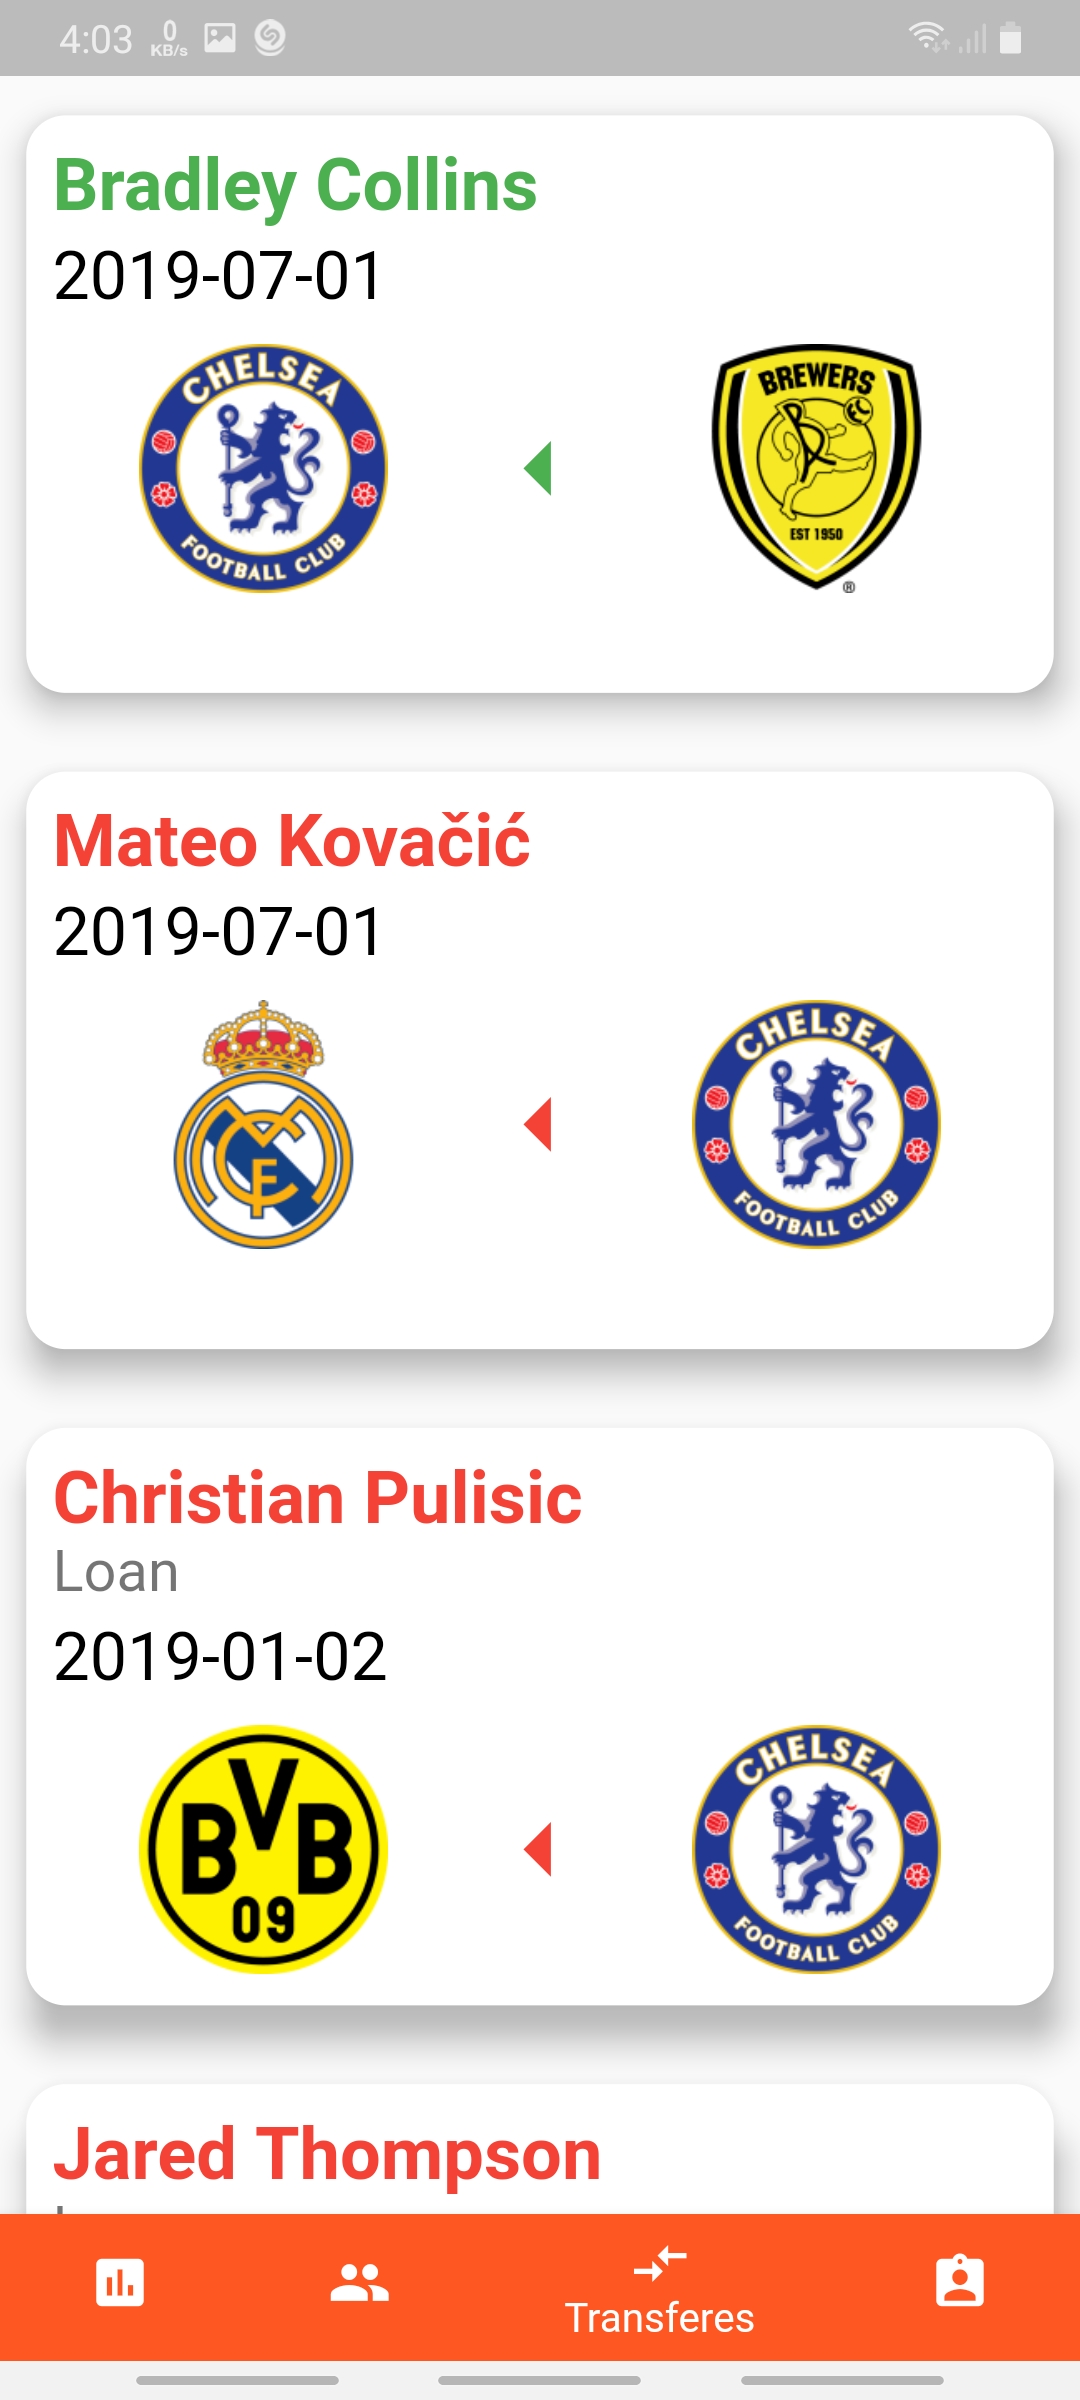 4:03
0
KB/s
Bradley Collins
2019-07-01
CHELSEA
FOOTBALL CLUB
BREWERS
EST 1950
®
Mateo Kovačić
2019-07-01
CHELSEA
FOOTBALL CLUB
Christian Pulisic
Loan
2019-01-02
BVB
09
CHELSEA
FOOTBALL CLUB
Jared Thompson
Transferes